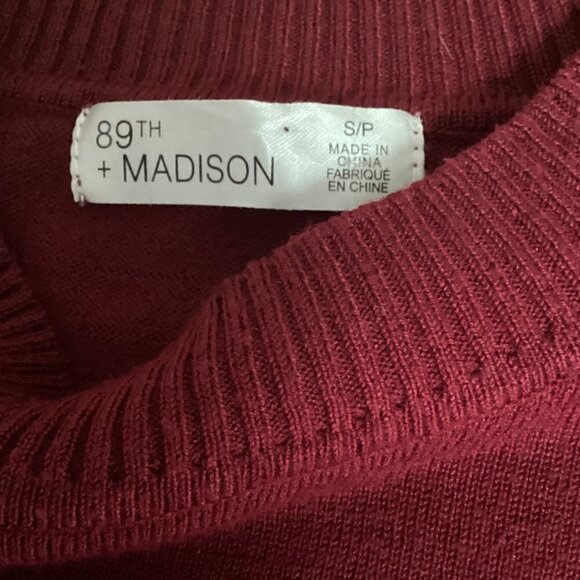 89TH
+ MADISON
S/P
MADE IN
CHINA
FABRIQUÉ
EN CHINE